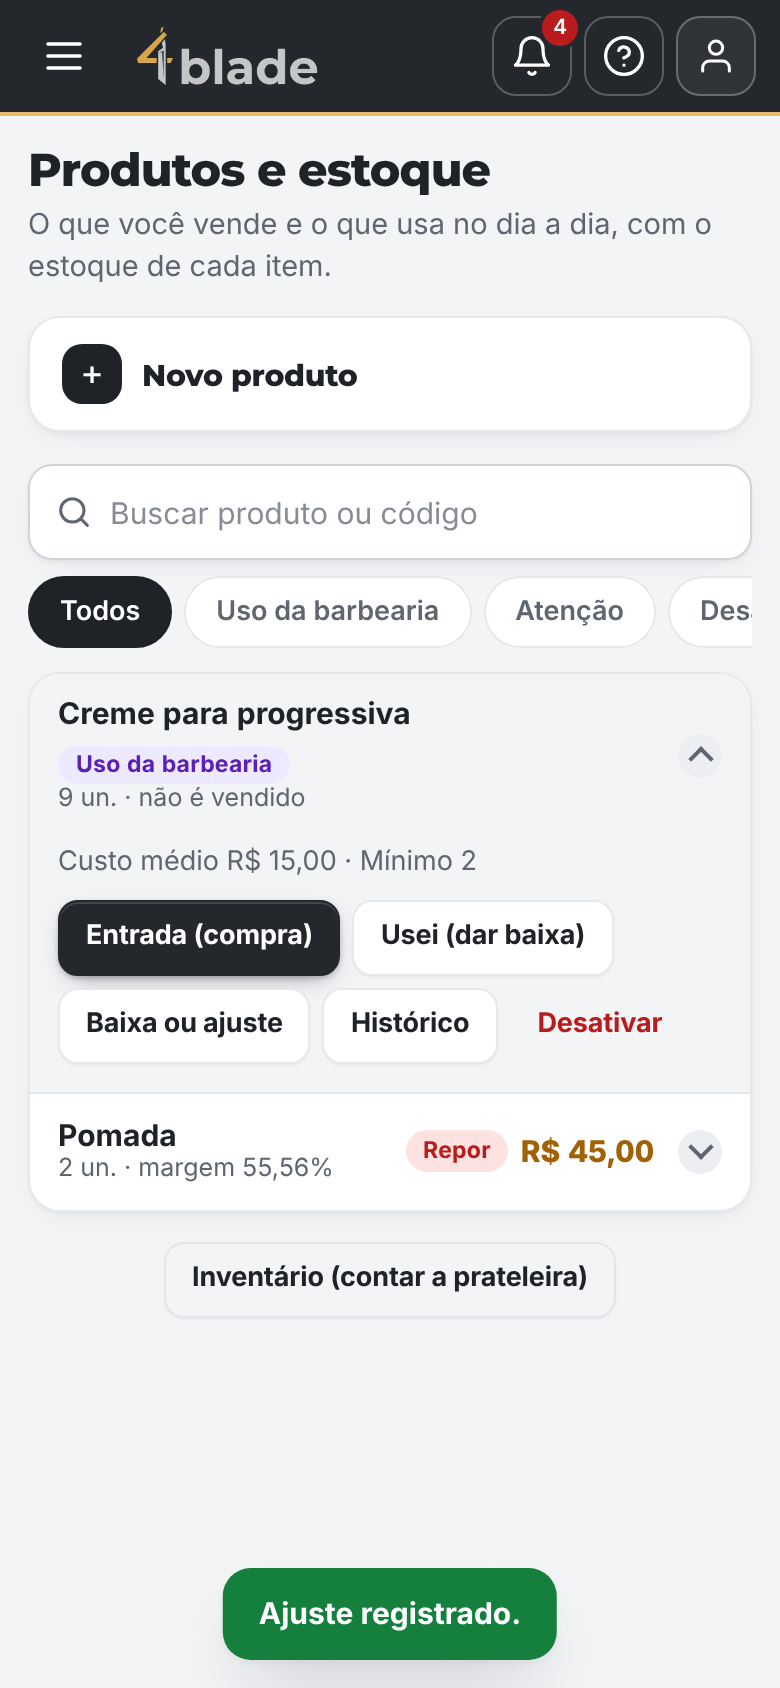 4blade
4
Produtos e estoque
O que você vende e o que usa no dia a dia, com o
estoque de cada item.
+ Novo produto
Buscar produto ou código
Todos Uso da barbearia Atenção Desa
Creme para progressiva
Uso da barbearia
9 un. · não é vendido
Custo médio R$ 15,00 · Mínimo 2
Entrada (compra) Usei (dar baixa)
Baixa ou ajuste Histórico Desativar
Pomada
Repor R$ 45,00
2 un. · margem 55,56%
Inventário (contar a prateleira)
Ajuste registrado.